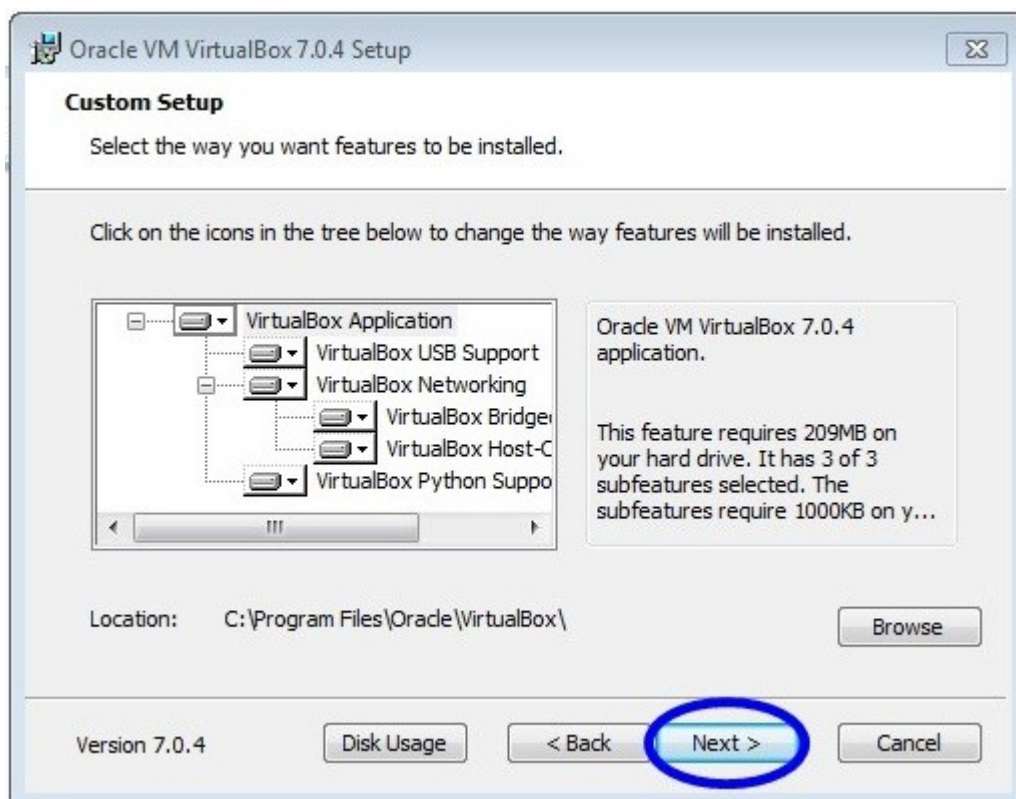 Oracle VM VirtualBox 7.0.4 Setup
Custom Setup
Select the way you want features to be installed.
Click on the icons in the tree below to change the way features will be installed.
VirtualBox Application
VirtualBox USB Support
VirtualBox Networking
VirtualBox Bridge
VirtualBox Host-C
VirtualBox Python Suppo
Oracle VM VirtualBox 7.0.4
application.
This feature requires 209MB on
your hard drive. It has 3 of 3
subfeatures selected. The
subfeatures require 1000KB on y...
Location: C:\Program Files\Oracle\VirtualBox\
Browse
Version 7.0.4
Disk Usage
< Back
Next >
Cancel